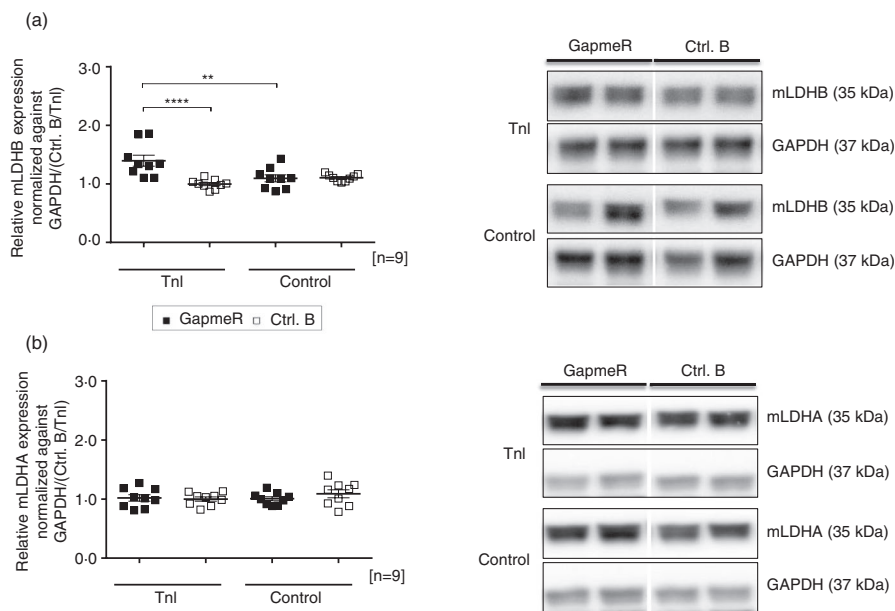 (a)
Relative mLDHB expression
normalized against
GAPDH/(Ctrl. B/TnI)
3·0
2·0
1·0
0·0
**
****
[n=9]
TnI
Control
GapmeR
Ctrl. B
GapmeR
Ctrl. B
TnI
mLDHB (35 kDa)
GAPDH (37 kDa)
Control
mLDHB (35 kDa)
GAPDH (37 kDa)
(b)
Relative mLDHA expression
normalized against
GAPDH/(Ctrl. B/TnI)
3·0
2·0
1·0
0·0
[n=9]
TnI
Control
GapmeR
Ctrl. B
TnI
mLDHA (35 kDa)
GAPDH (37 kDa)
Control
mLDHA (35 kDa)
GAPDH (37 kDa)